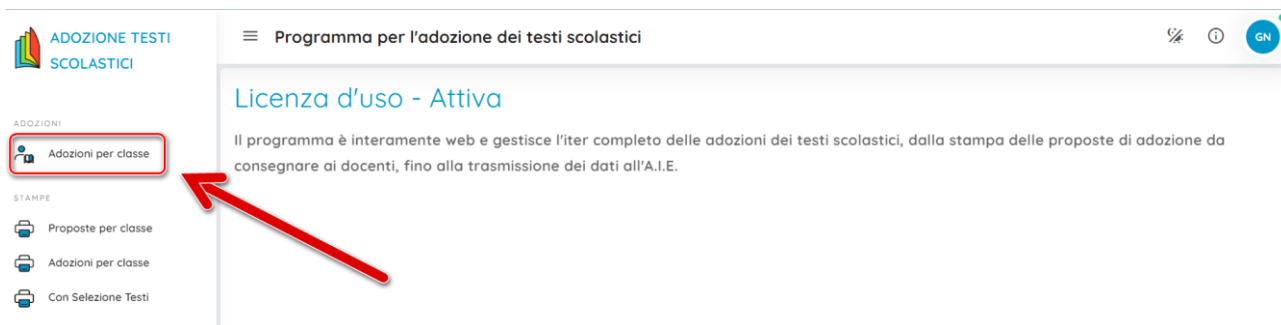 ADOZIONE TESTI
SCOLASTICI
Programma per l'adozione dei testi scolastici
GN
Licenza d'uso - Attiva
Il programma è interamente web e gestisce l'iter completo delle adozioni dei testi scolastici, dalla stampa delle proposte di adozione da
consegnare ai docenti, fino alla trasmissione dei dati all'A.I.E.
ADOZIONI
Adozioni per classe
STAMPE
Proposte per classe
Adozioni per classe
Con Selezione Testi